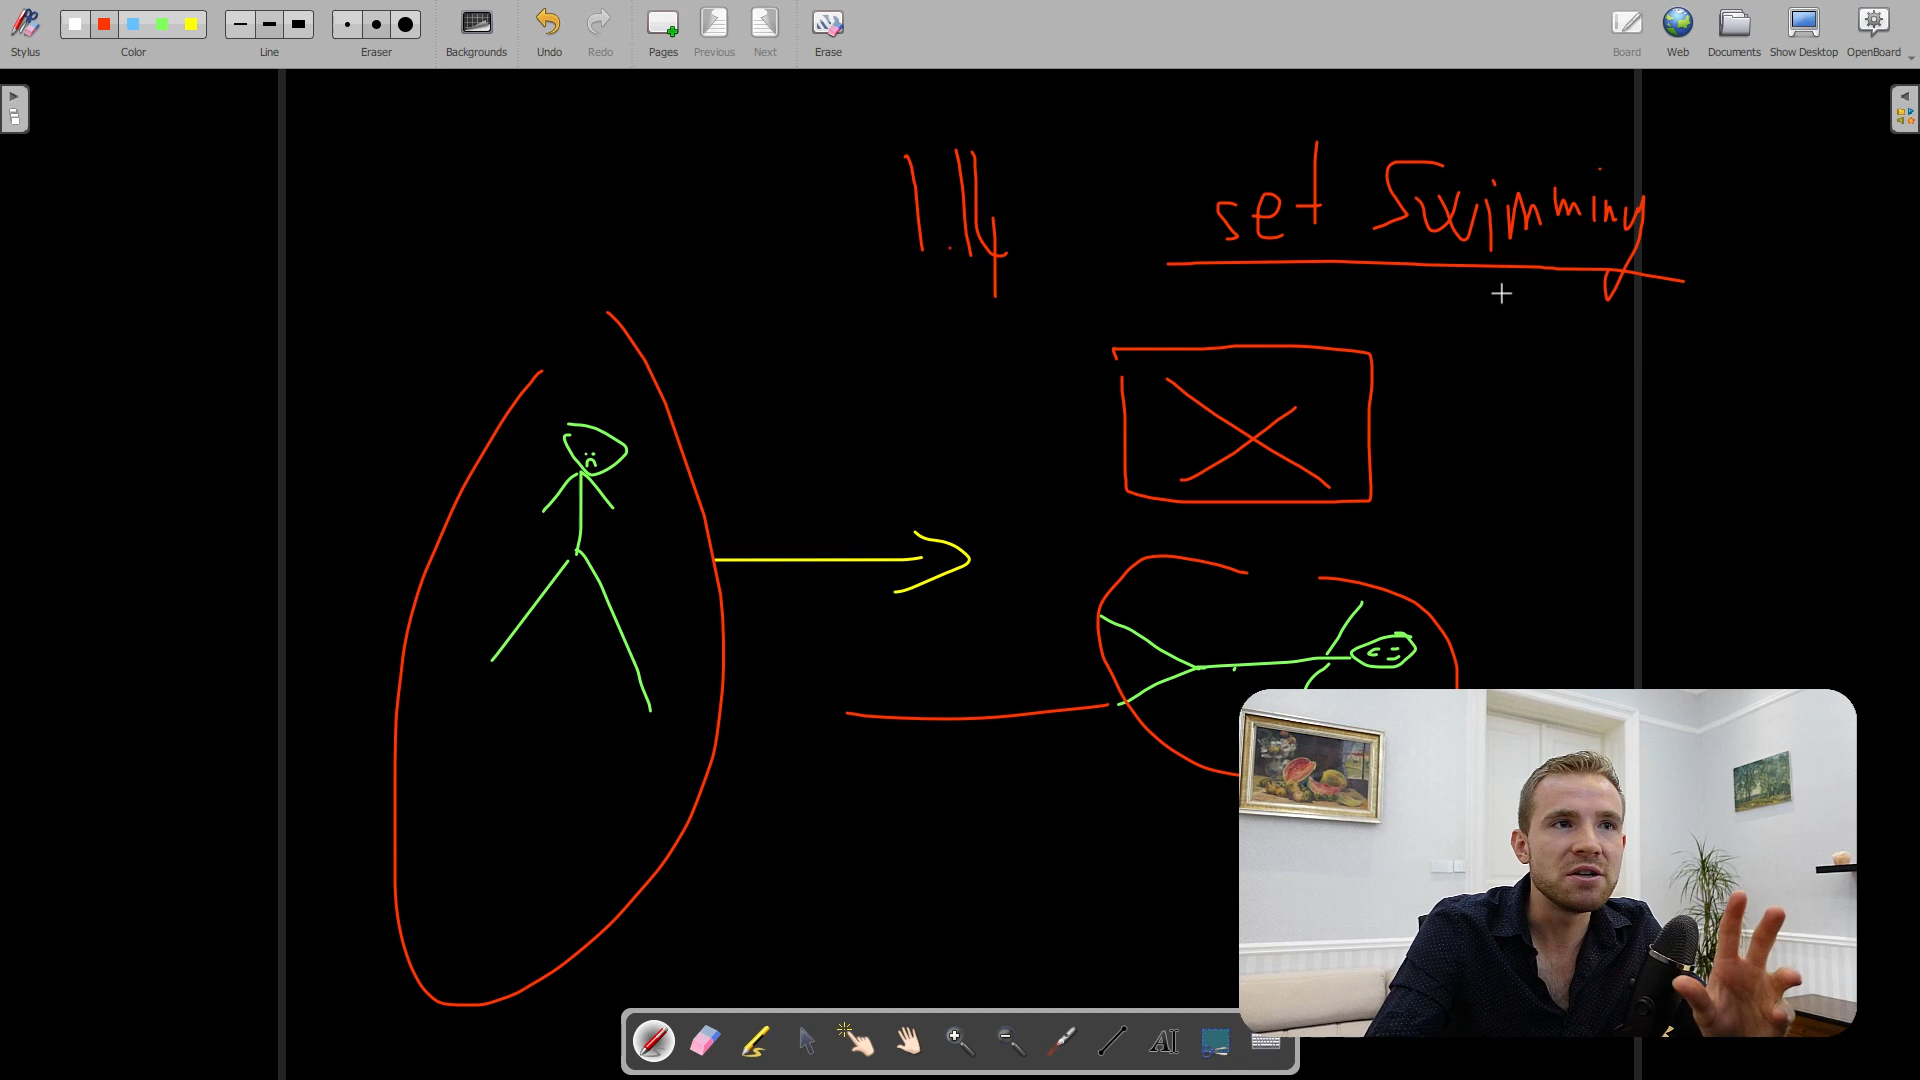 Stylus
Color
Line
Eraser
Backgrounds
Undo
Redo
Pages
Previous
Next
Erase
Board
Web
Documents
Show Desktop
OpenBoard
1.14
set Swimming
AI